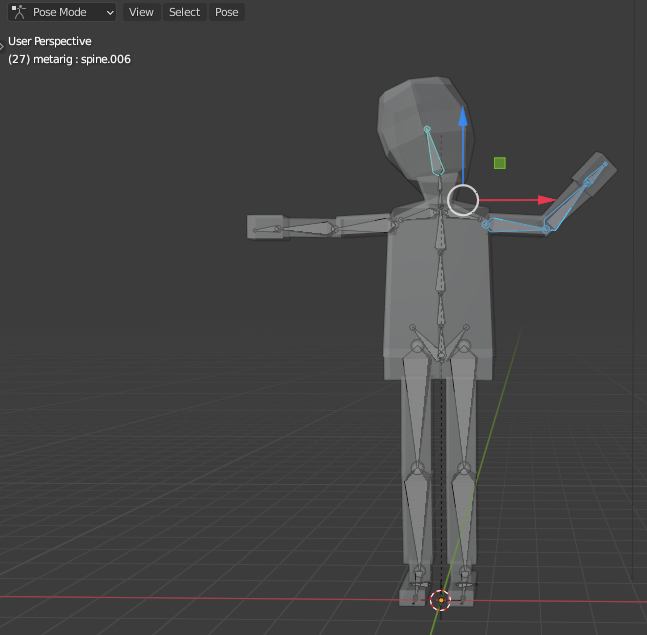 Pose Mode View Select Pose
User Perspective
(27) metarig : spine.006